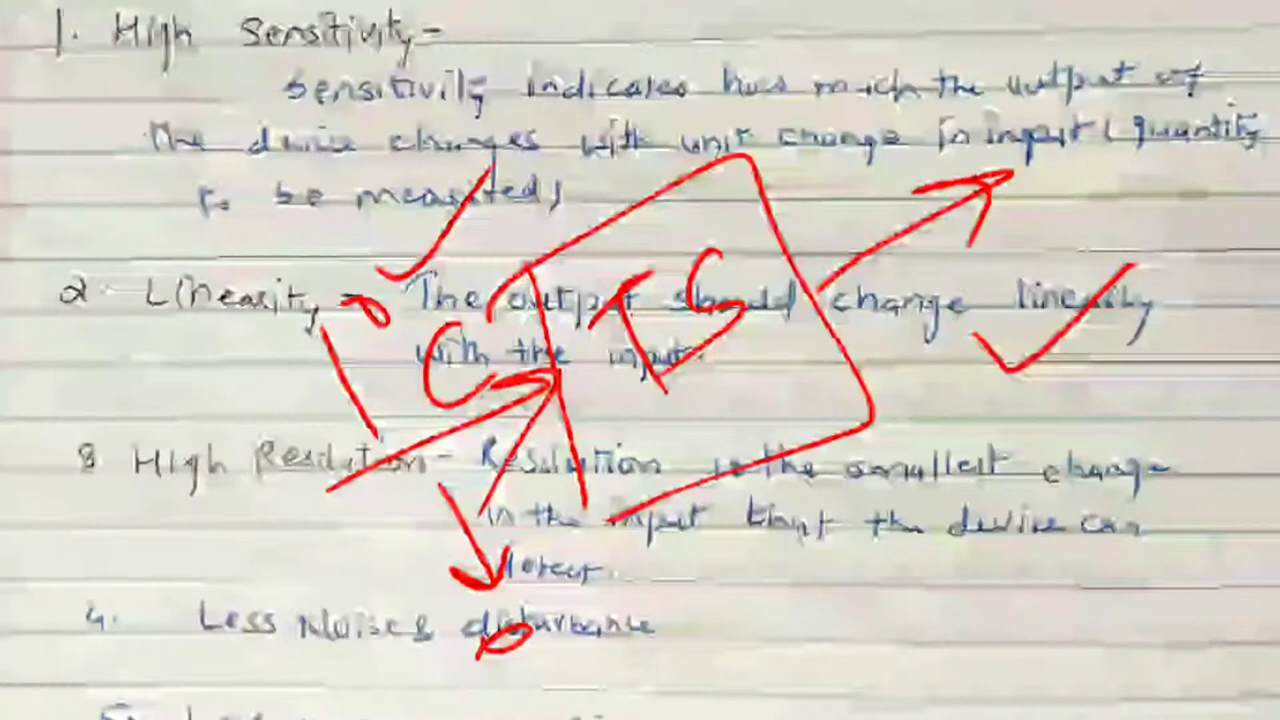 1. High Sensitivity-
Sensitivity indicates how much the output of
the device changes with unit change in input (quantity
to be measured)
2. Linearity → The output should change linearly
with the input.
C TS
3 High Resolution - Resolution is the smallest change
in the input that the device can
detect.
4. Less Noise & disturbance